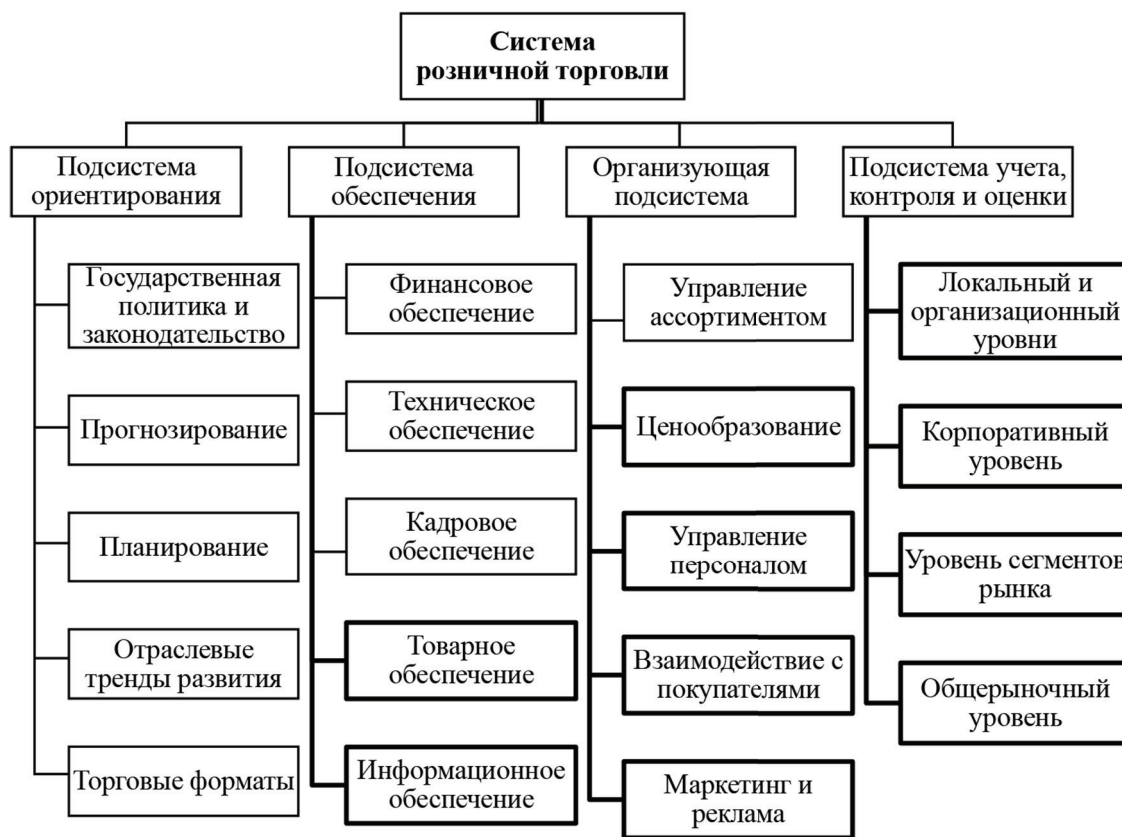 Система
розничной торговли
Подсистема
ориентирования
Государственная
политика и
законодательство
Прогнозирование
Планирование
Отраслевые
тренды развития
Торговые форматы
Подсистема
обеспечения
Финансовое
обеспечение
Техническое
обеспечение
Кадровое
обеспечение
Товарное
обеспечение
Информационное
обеспечение
Организующая
подсистема
Управление
ассортиментом
Ценообразование
Управление
персоналом
Взаимодействие с
покупателями
Маркетинг и
реклама
Подсистема учета,
контроля и оценки
Локальный и
организационный
уровни
Корпоративный
уровень
Уровень сегментов
рынка
Общерыночный
уровень